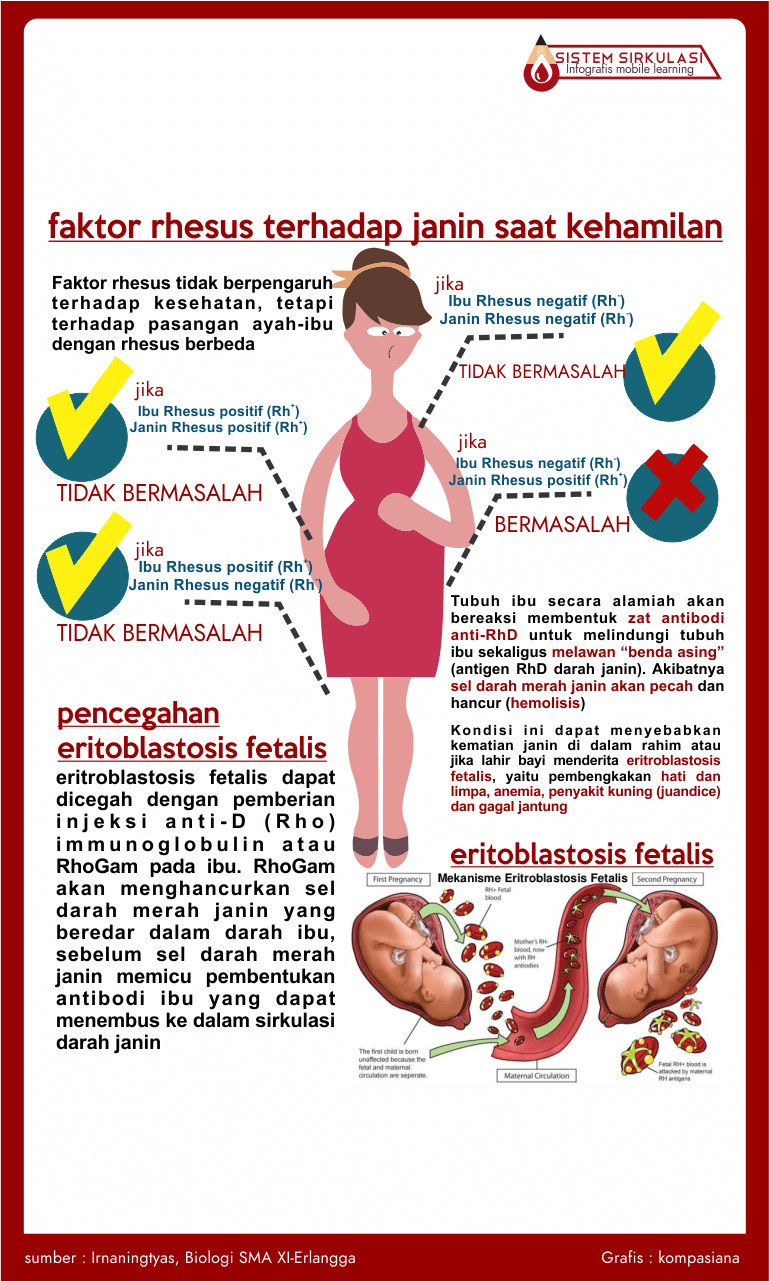 SISTEM SIRKULASI
Infografis mobile learning
faktor rhesus terhadap janin saat kehamilan
Faktor rhesus tidak berpengaruh
terhadap kesehatan, tetapi
terhadap pasangan ayah-ibu
dengan rhesus berbeda
jika
Ibu Rhesus positif (Rh⁺)
Janin Rhesus positif (Rh⁺)
TIDAK BERMASALAH
jika
Ibu Rhesus positif (Rh⁺)
Janin Rhesus negatif (Rh⁻)
TIDAK BERMASALAH
jika
Ibu Rhesus negatif (Rh⁻)
Janin Rhesus negatif (Rh⁻)
TIDAK BERMASALAH
jika
Ibu Rhesus negatif (Rh⁻)
Janin Rhesus positif (Rh⁺)
BERMASALAH
Tubuh ibu secara alamiah akan
bereaksi membentuk zat antibodi
anti-RhD untuk melindungi tubuh
ibu sekaligus melawan “benda asing”
(antigen RhD darah janin). Akibatnya
sel darah merah janin akan pecah dan
hancur (hemolisis)
Kondisi ini dapat menyebabkan
kematian janin di dalam rahim atau
jika lahir bayi menderita eritroblastosis
fetalis, yaitu pembengkakan hati dan
limpa, anemia, penyakit kuning (juandice)
dan gagal jantung
pencegahan
eritoblastosis fetalis
eritroblastosis fetalis dapat
dicegah dengan pemberian
injeksi anti-D (Rho)
immunoglobulin atau
RhoGam pada ibu. RhoGam
akan menghancurkan sel
darah merah janin yang
beredar dalam darah ibu,
sebelum sel darah merah
janin memicu pembentukan
antibodi ibu yang dapat
menembus ke dalam sirkulasi
darah janin
eritoblastosis fetalis
Mekanisme Eritroblastosis Fetalis
First Pregnancy
Second Pregnancy
RH+ Fetal
blood
Mother's RH-
blood, now
with RH
antiodies
The first child is born
unaffected because the
fetal and maternal
circulation are seperate.
Maternal Circulation
Fetal RH+ blood is
attacked by maternal
RH antigens
sumber : Irnaningtyas, Biologi SMA XI-Erlangga
Grafis : kompasiana